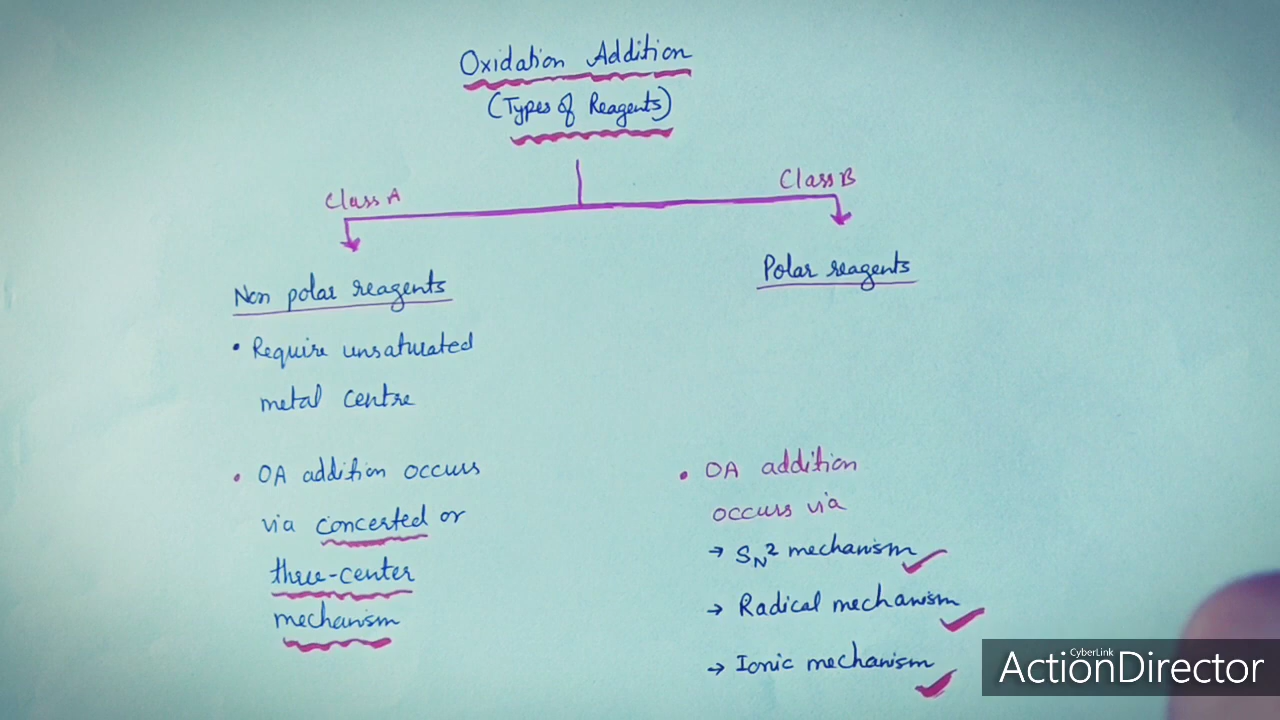 Oxidation Addition
(Types of Reagents)
Class A
Class B
Non polar reagents
• Require unsaturated
metal centre
• OA addition occurs
via concerted or
three-center
mechanism
Polar reagents
• OA addition
occurs via
→ SN² mechanism
→ Radical mechanism
→ Ionic mechanism
CyberLink
ActionDirector